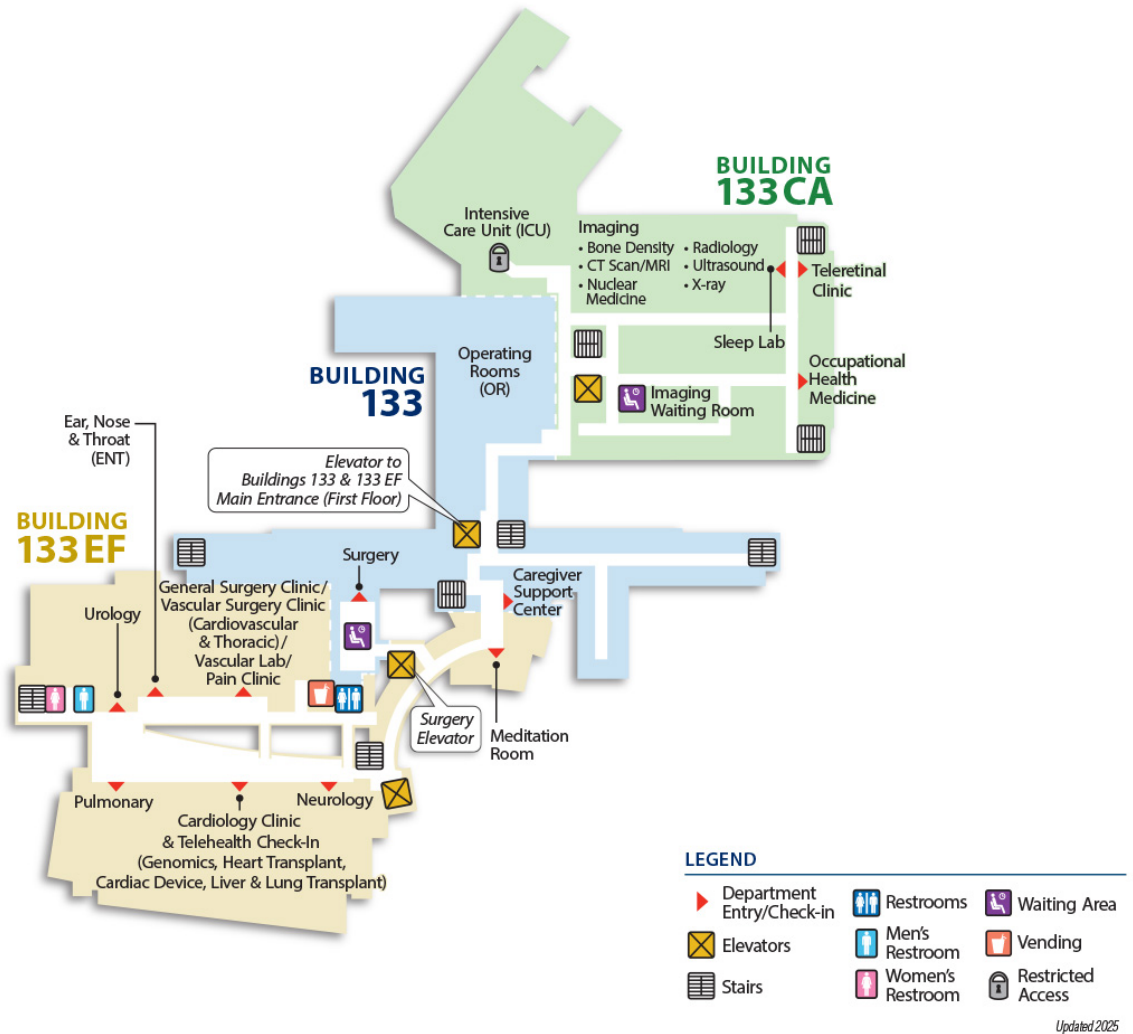 BUILDING
133 CA
Intensive
Care Unit (ICU)
Imaging
• Bone Density
• CT Scan/MRI
• Nuclear
Medicine
• Radiology
• Ultrasound
• X-ray
Teleretinal
Clinic
Sleep Lab
Occupational
Health
Medicine
Imaging
Waiting Room
Operating
Rooms
(OR)
BUILDING
133
Ear, Nose
& Throat
(ENT)
Elevator to
Buildings 133 & 133 EF
Main Entrance (First Floor)
BUILDING
133 EF
Surgery
Caregiver
Support
Center
General Surgery Clinic/
Vascular Surgery Clinic
(Cardiovascular
& Thoracic)/
Vascular Lab/
Pain Clinic
Urology
Surgery
Elevator
Meditation
Room
Pulmonary
Neurology
Cardiology Clinic
& Telehealth Check-In
(Genomics, Heart Transplant,
Cardiac Device, Liver & Lung Transplant)
LEGEND
Department
Entry/Check-in
Elevators
Stairs
Restrooms
Men's
Restroom
Women's
Restroom
Waiting Area
Vending
Restricted
Access
Updated 2025